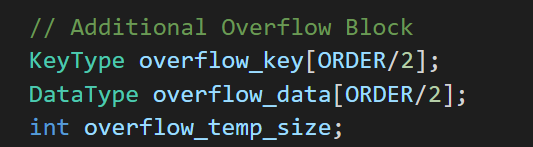 // Additional Overflow Block
KeyType overflow_key[ORDER/2];
DataType overflow_data[ORDER/2];
int overflow_temp_size;